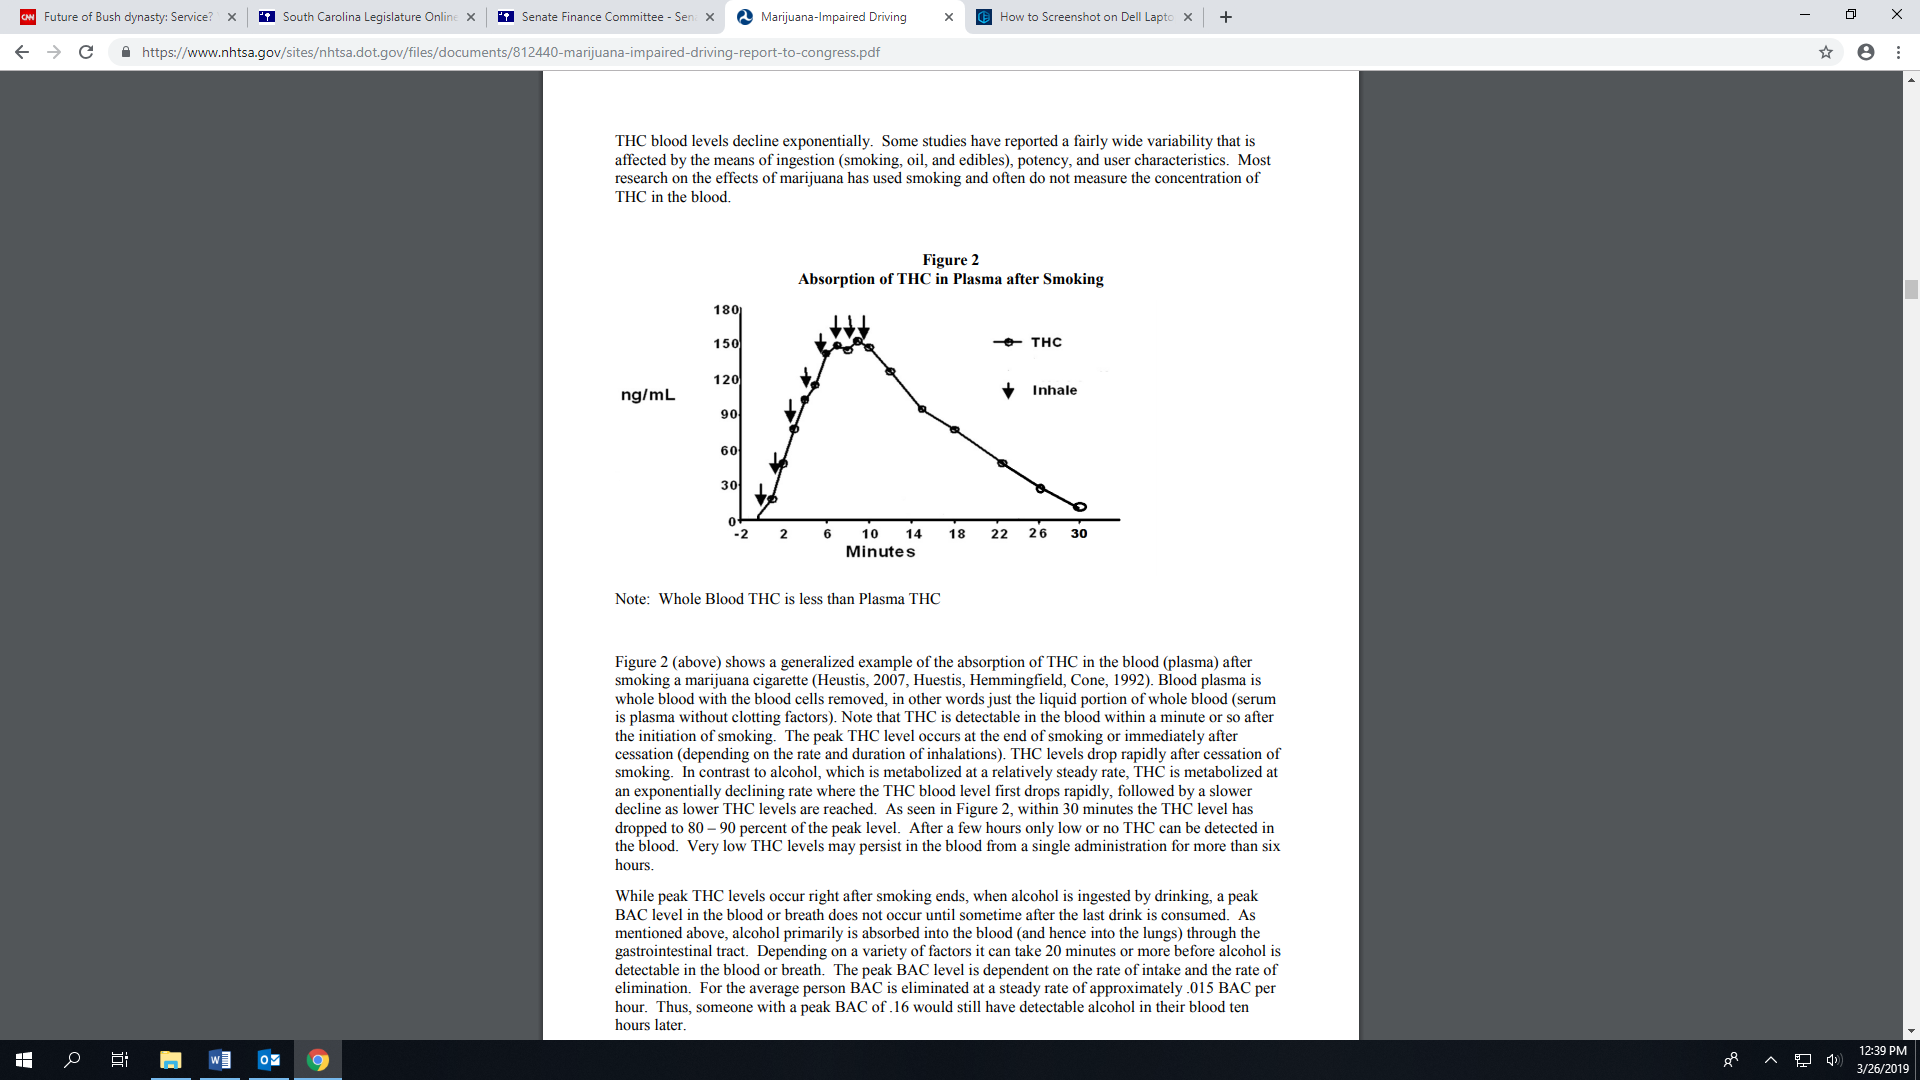 Future of Bush dynasty: Service?
South Carolina Legislature Online
Senate Finance Committee - Sen
Marijuana-Impaired Driving
How to Screenshot on Dell Lapto
https://www.nhtsa.gov/sites/nhtsa.dot.gov/files/documents/812440-marijuana-impaired-driving-report-to-congress.pdf
THC blood levels decline exponentially.  Some studies have reported a fairly wide variability that is
affected by the means of ingestion (smoking, oil, and edibles), potency, and user characteristics.  Most
research on the effects of marijuana has used smoking and often do not measure the concentration of
THC in the blood.
Figure 2
Absorption of THC in Plasma after Smoking
180
150
120
90
60
30
0
ng/mL
THC
Inhale
-2 2 6 10 14 18 22 26 30
Minutes
Note:  Whole Blood THC is less than Plasma THC
Figure 2 (above) shows a generalized example of the absorption of THC in the blood (plasma) after
smoking a marijuana cigarette (Heustis, 2007, Huestis, Hemmingfield, Cone, 1992). Blood plasma is
whole blood with the blood cells removed, in other words just the liquid portion of whole blood (serum
is plasma without clotting factors). Note that THC is detectable in the blood within a minute or so after
the initiation of smoking.  The peak THC level occurs at the end of smoking or immediately after
cessation (depending on the rate and duration of inhalations). THC levels drop rapidly after cessation of
smoking.  In contrast to alcohol, which is metabolized at a relatively steady rate, THC is metabolized at
an exponentially declining rate where the THC blood level first drops rapidly, followed by a slower
decline as lower THC levels are reached.  As seen in Figure 2, within 30 minutes the THC level has
dropped to 80 – 90 percent of the peak level.  After a few hours only low or no THC can be detected in
the blood.  Very low THC levels may persist in the blood from a single administration for more than six
hours.
While peak THC levels occur right after smoking ends, when alcohol is ingested by drinking, a peak
BAC level in the blood or breath does not occur until sometime after the last drink is consumed.  As
mentioned above, alcohol primarily is absorbed into the blood (and hence into the lungs) through the
gastrointestinal tract.  Depending on a variety of factors it can take 20 minutes or more before alcohol is
detectable in the blood or breath.  The peak BAC level is dependent on the rate of intake and the rate of
elimination.  For the average person BAC is eliminated at a steady rate of approximately .015 BAC per
hour.  Thus, someone with a peak BAC of .16 would still have detectable alcohol in their blood ten
hours later.
12:39 PM
3/26/2019